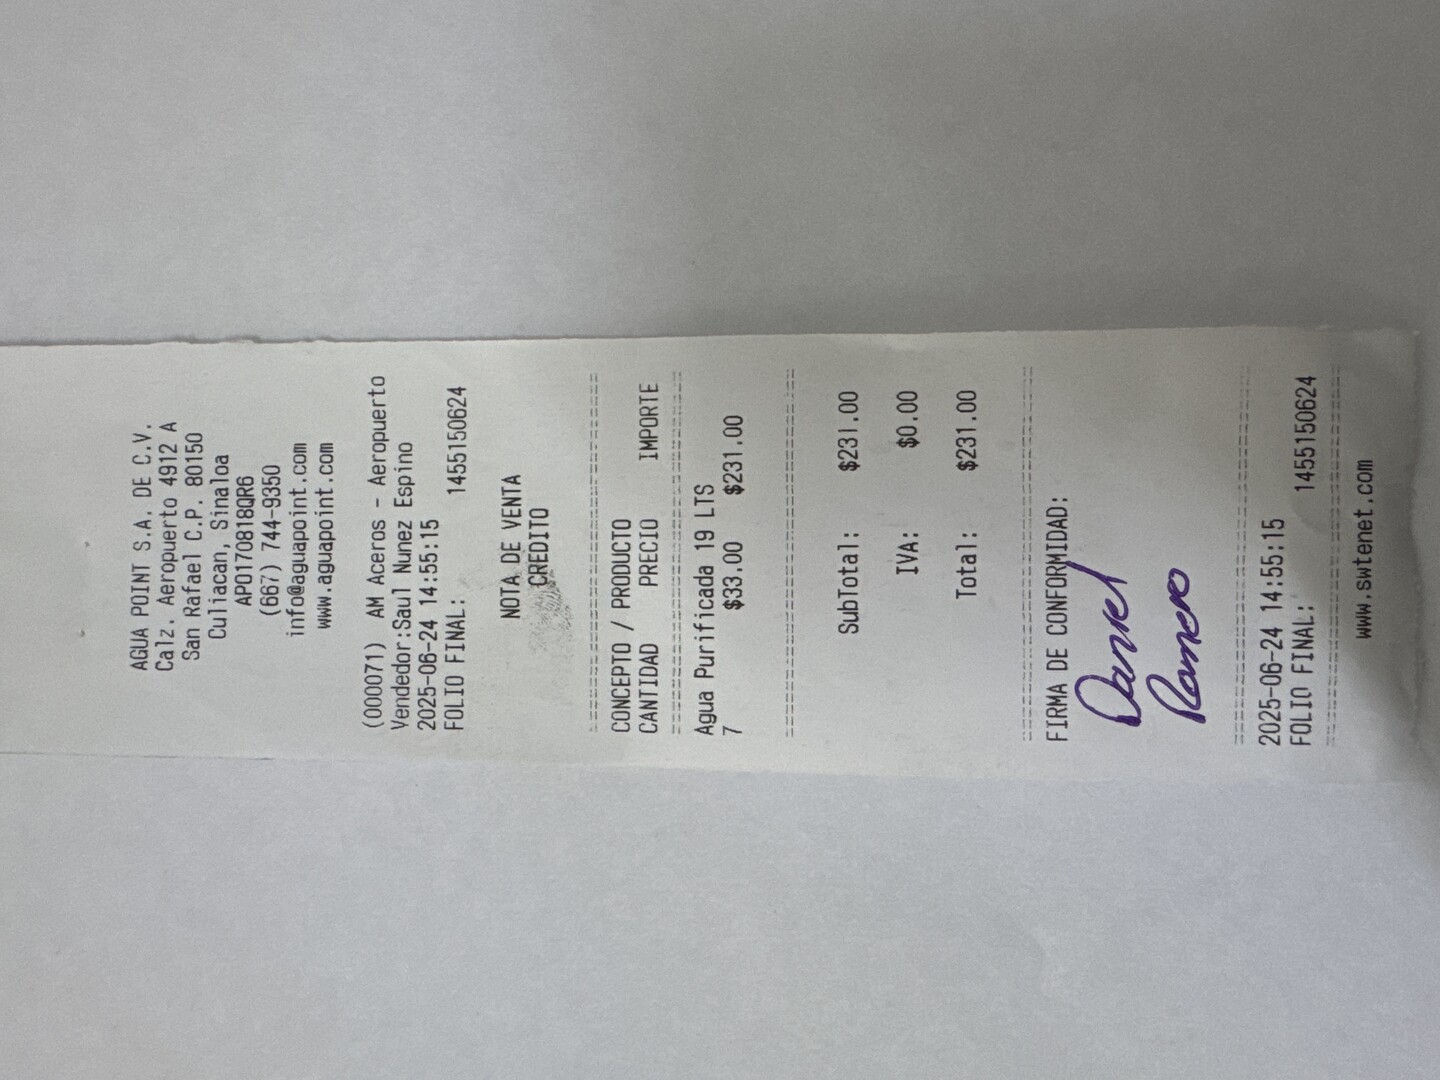 AGUA POINT S.A. DE C.V.
Calz. Aeropuerto 4912 A
San Rafael C.P. 80150
Culiacan, Sinaloa
APO170818QR6
(667) 744-9350
info@aguapoint.com
www.aguapoint.com
(000071) AM Aceros - Aeropuerto
Vendedor:Saul Nunez Espino
2025-06-24 14:55:15
FOLIO FINAL: 1455150624
NOTA DE VENTA
CREDITO
CONCEPTO / PRODUCTO
CANTIDAD PRECIO IMPORTE
Agua Purificada 19 LTS
7 $33.00 $231.00
SubTotal: $231.00
IVA: $0.00
Total: $231.00
FIRMA DE CONFORMIDAD:
Daniel
Romero
2025-06-24 14:55:15
FOLIO FINAL: 1455150624
www.swtenet.com